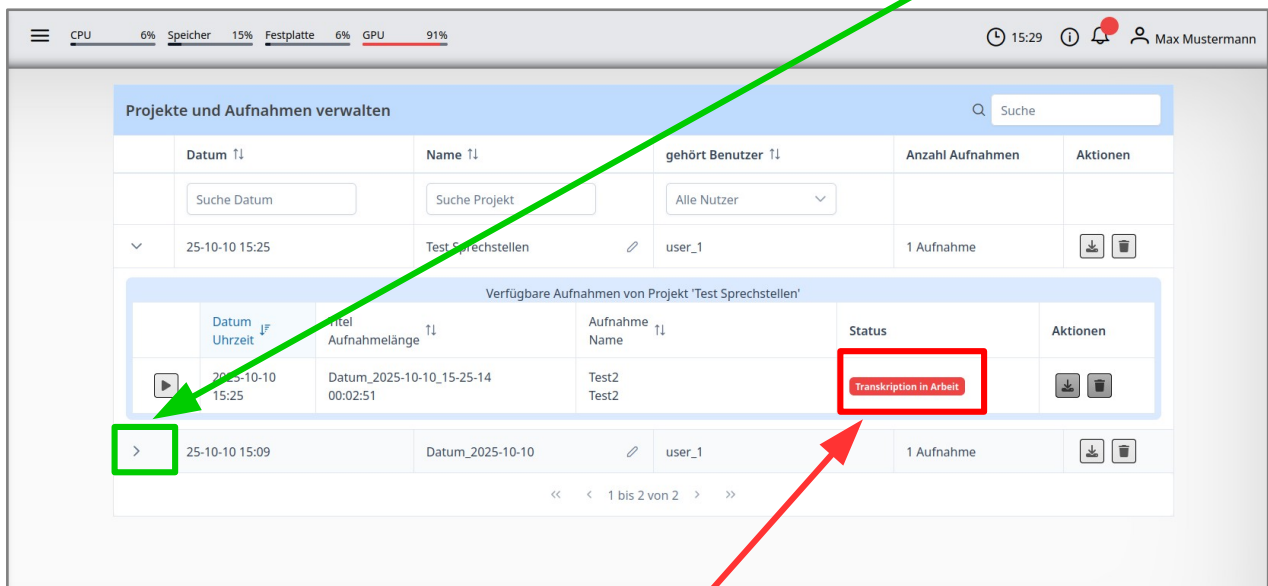 CPU 6% Speicher 15% Festplatte 6% GPU 91% 15:29 Max Mustermann
Projekte und Aufnahmen verwalten Suche
Datum Name gehört Benutzer Anzahl Aufnahmen Aktionen
Suche Datum Suche Projekt Alle Nutzer
25-10-10 15:25 Test Sprechstellen user_1 1 Aufnahme
Verfügbare Aufnahmen von Projekt 'Test Sprechstellen'
Datum Titel Aufnahme Status Aktionen
Uhrzeit Aufnahmelänge Name
2025-10-10 Datum_2025-10-10_15-25-14 Test2 Transkription in Arbeit
15:25 00:02:51 Test2
25-10-10 15:09 Datum_2025-10-10 user_1 1 Aufnahme
1 bis 2 von 2